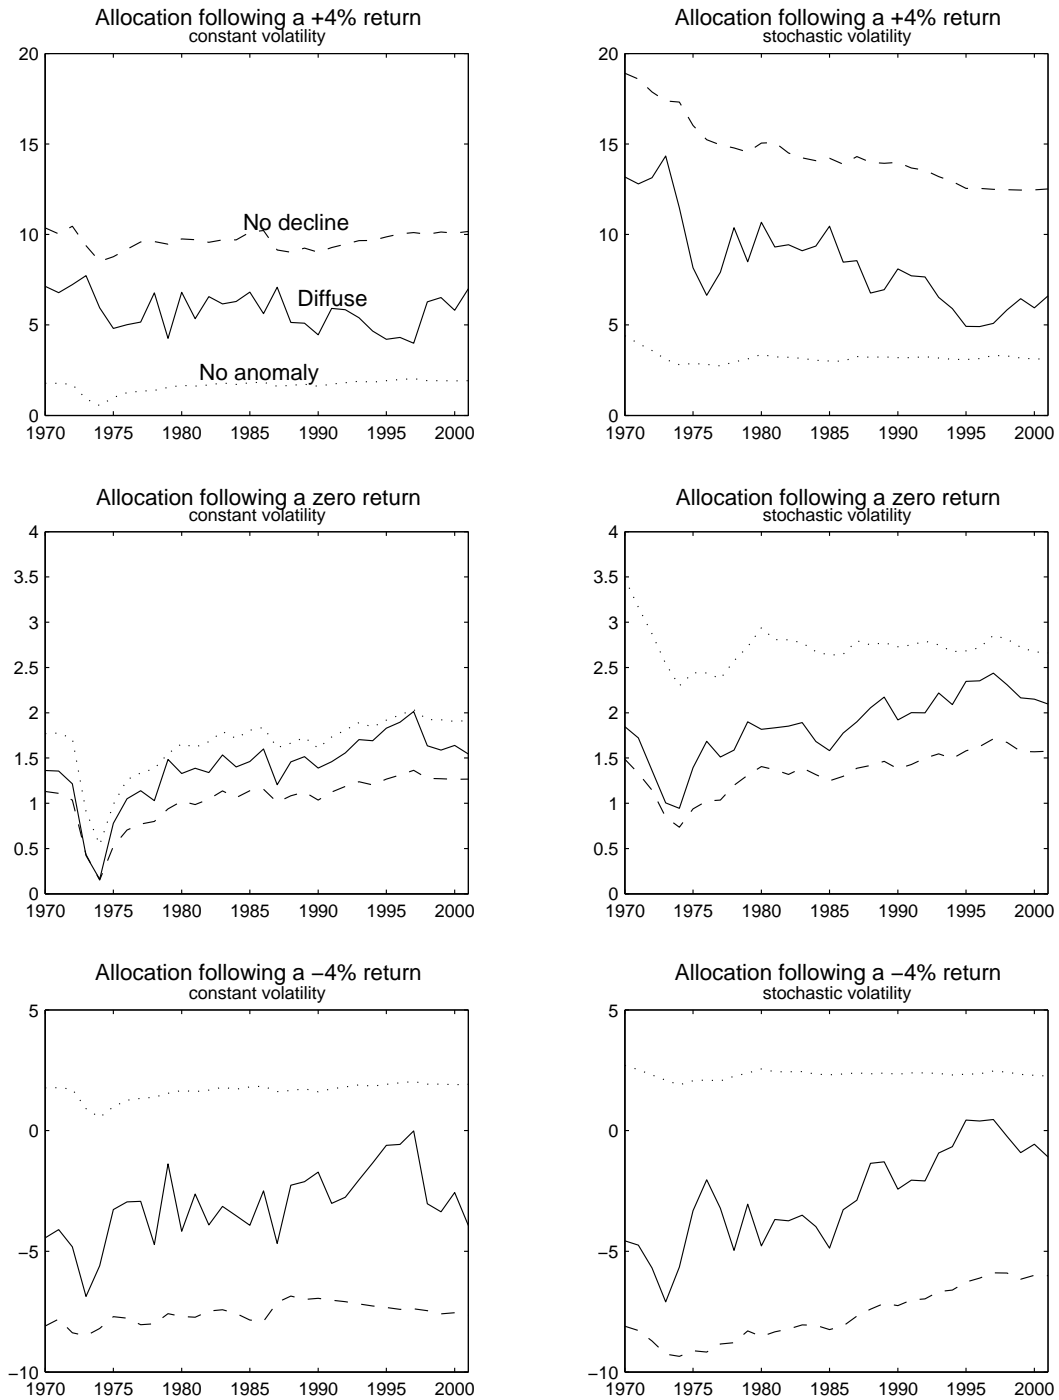 Allocation following a +4% return
constant volatility
20
15
10
5
0
No decline
Diffuse
No anomaly
1970 1975 1980 1985 1990 1995 2000
Allocation following a +4% return
stochastic volatility
20
15
10
5
0
1970 1975 1980 1985 1990 1995 2000
Allocation following a zero return
constant volatility
4
3.5
3
2.5
2
1.5
1
0.5
0
1970 1975 1980 1985 1990 1995 2000
Allocation following a zero return
stochastic volatility
4
3.5
3
2.5
2
1.5
1
0.5
0
1970 1975 1980 1985 1990 1995 2000
Allocation following a −4% return
constant volatility
5
0
−5
−10
1970 1975 1980 1985 1990 1995 2000
Allocation following a −4% return
stochastic volatility
5
0
−5
−10
1970 1975 1980 1985 1990 1995 2000